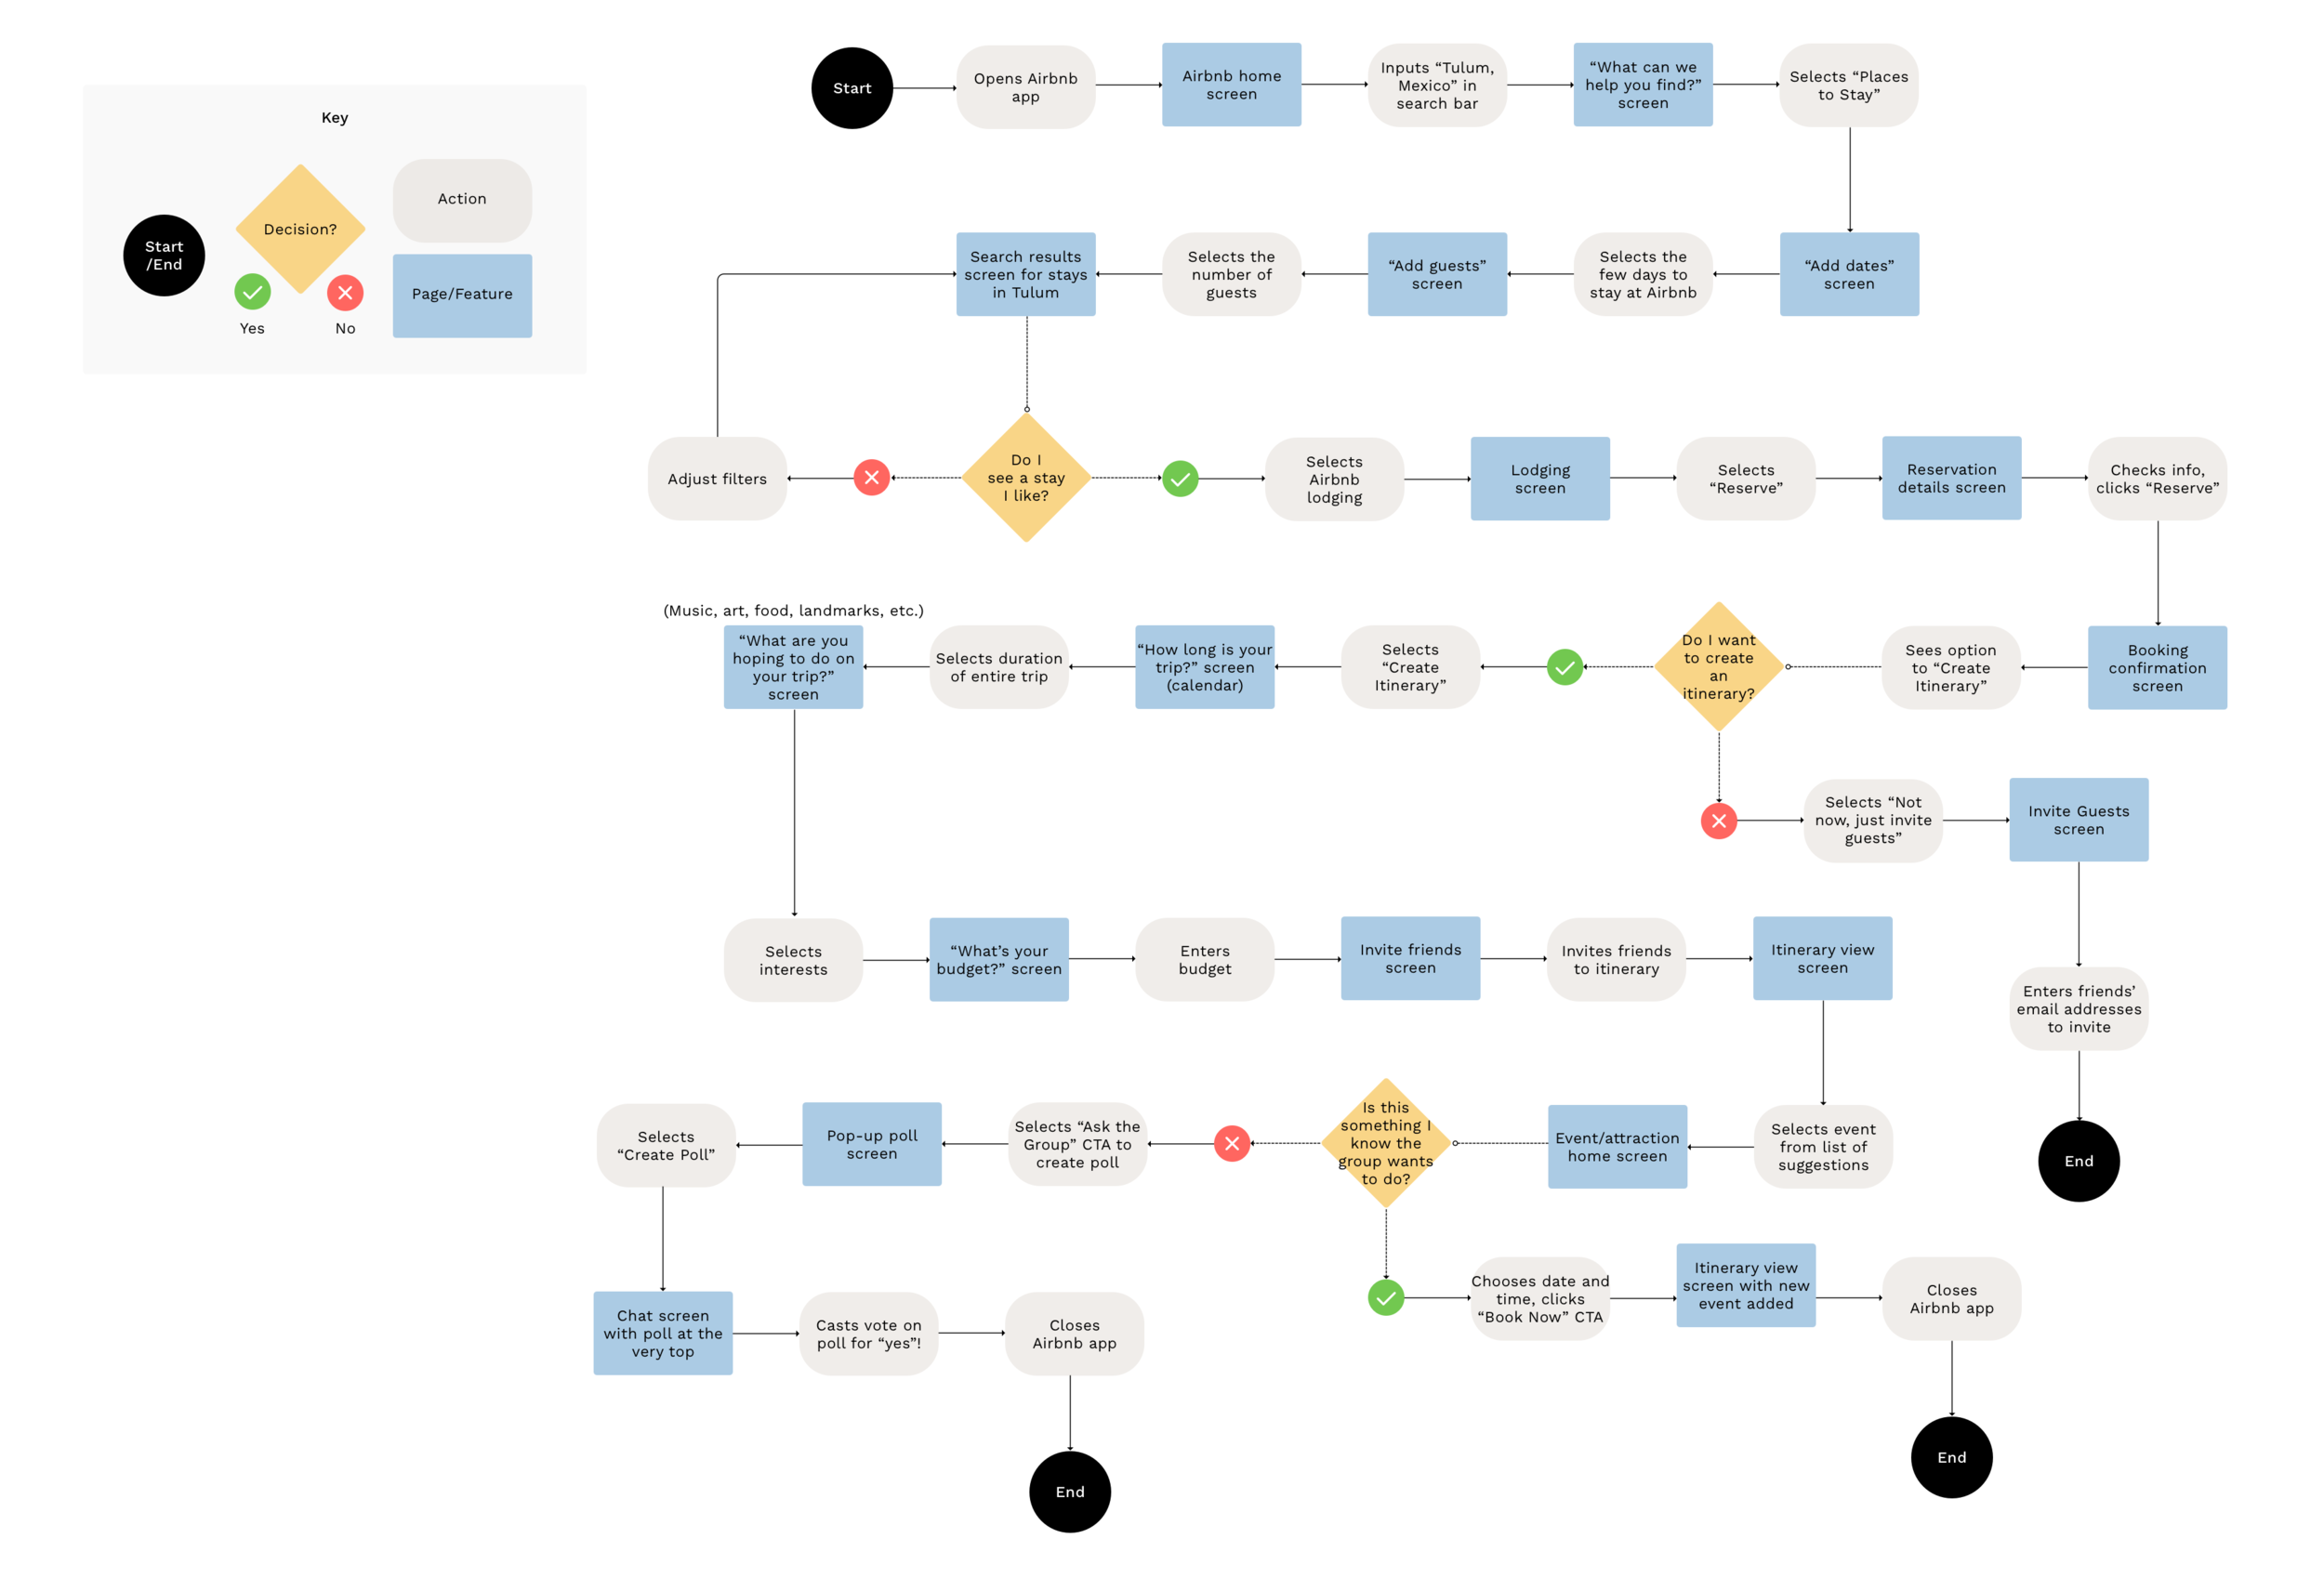 Key
Start
/End
Decision?
Yes
No
Action
Page/Feature
Start
Opens Airbnb
app
Airbnb home
screen
Inputs “Tulum,
Mexico” in
search bar
“What can we
help you find?”
screen
Selects “Places
to Stay”
“Add dates”
screen
Selects the
few days to
stay at Airbnb
“Add guests”
screen
Selects the
number of
guests
Search results
screen for stays
in Tulum
Do I
see a stay
I like?
Adjust filters
Selects
Airbnb
lodging
Lodging
screen
Selects
“Reserve”
Reservation
details screen
Checks info,
clicks “Reserve”
Booking
confirmation
screen
Sees option
to “Create
Itinerary”
Do I want
to create
an
itinerary?
Selects
“Create
Itinerary”
“How long is your
trip?” screen
(calendar)
Selects duration
of entire trip
(Music, art, food, landmarks, etc.)
“What are you
hoping to do on
your trip?”
screen
Selects “Not
now, just invite
guests”
Invite Guests
screen
Enters friends’
email addresses
to invite
End
Selects
interests
“What’s your
budget?” screen
Enters
budget
Invite friends
screen
Invites friends
to itinerary
Itinerary view
screen
Selects event
from list of
suggestions
Event/attraction
home screen
Is this
something I
know the
group wants
to do?
Selects “Ask the
Group” CTA to
create poll
Pop-up poll
screen
Selects
“Create Poll”
Chat screen
with poll at the
very top
Casts vote on
poll for “yes”!
Closes
Airbnb app
End
Chooses date and
time, clicks
“Book Now” CTA
Itinerary view
screen with new
event added
Closes
Airbnb app
End